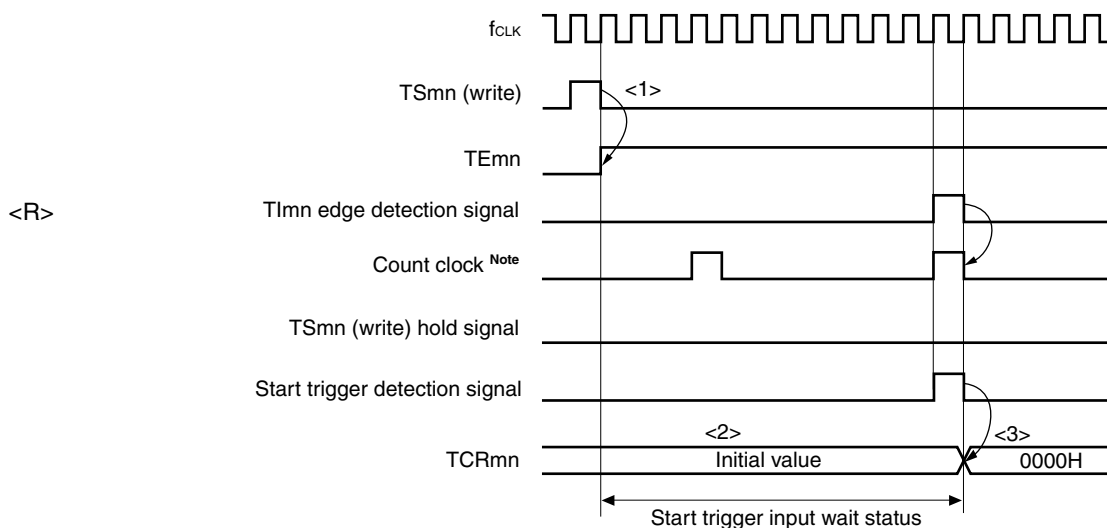 fCLK
TSmn (write)
<1>
TEmn
<R>
TImn edge detection signal
Count clock Note
TSmn (write) hold signal
Start trigger detection signal
<2>
<3>
TCRmn
Initial value
0000H
Start trigger input wait status